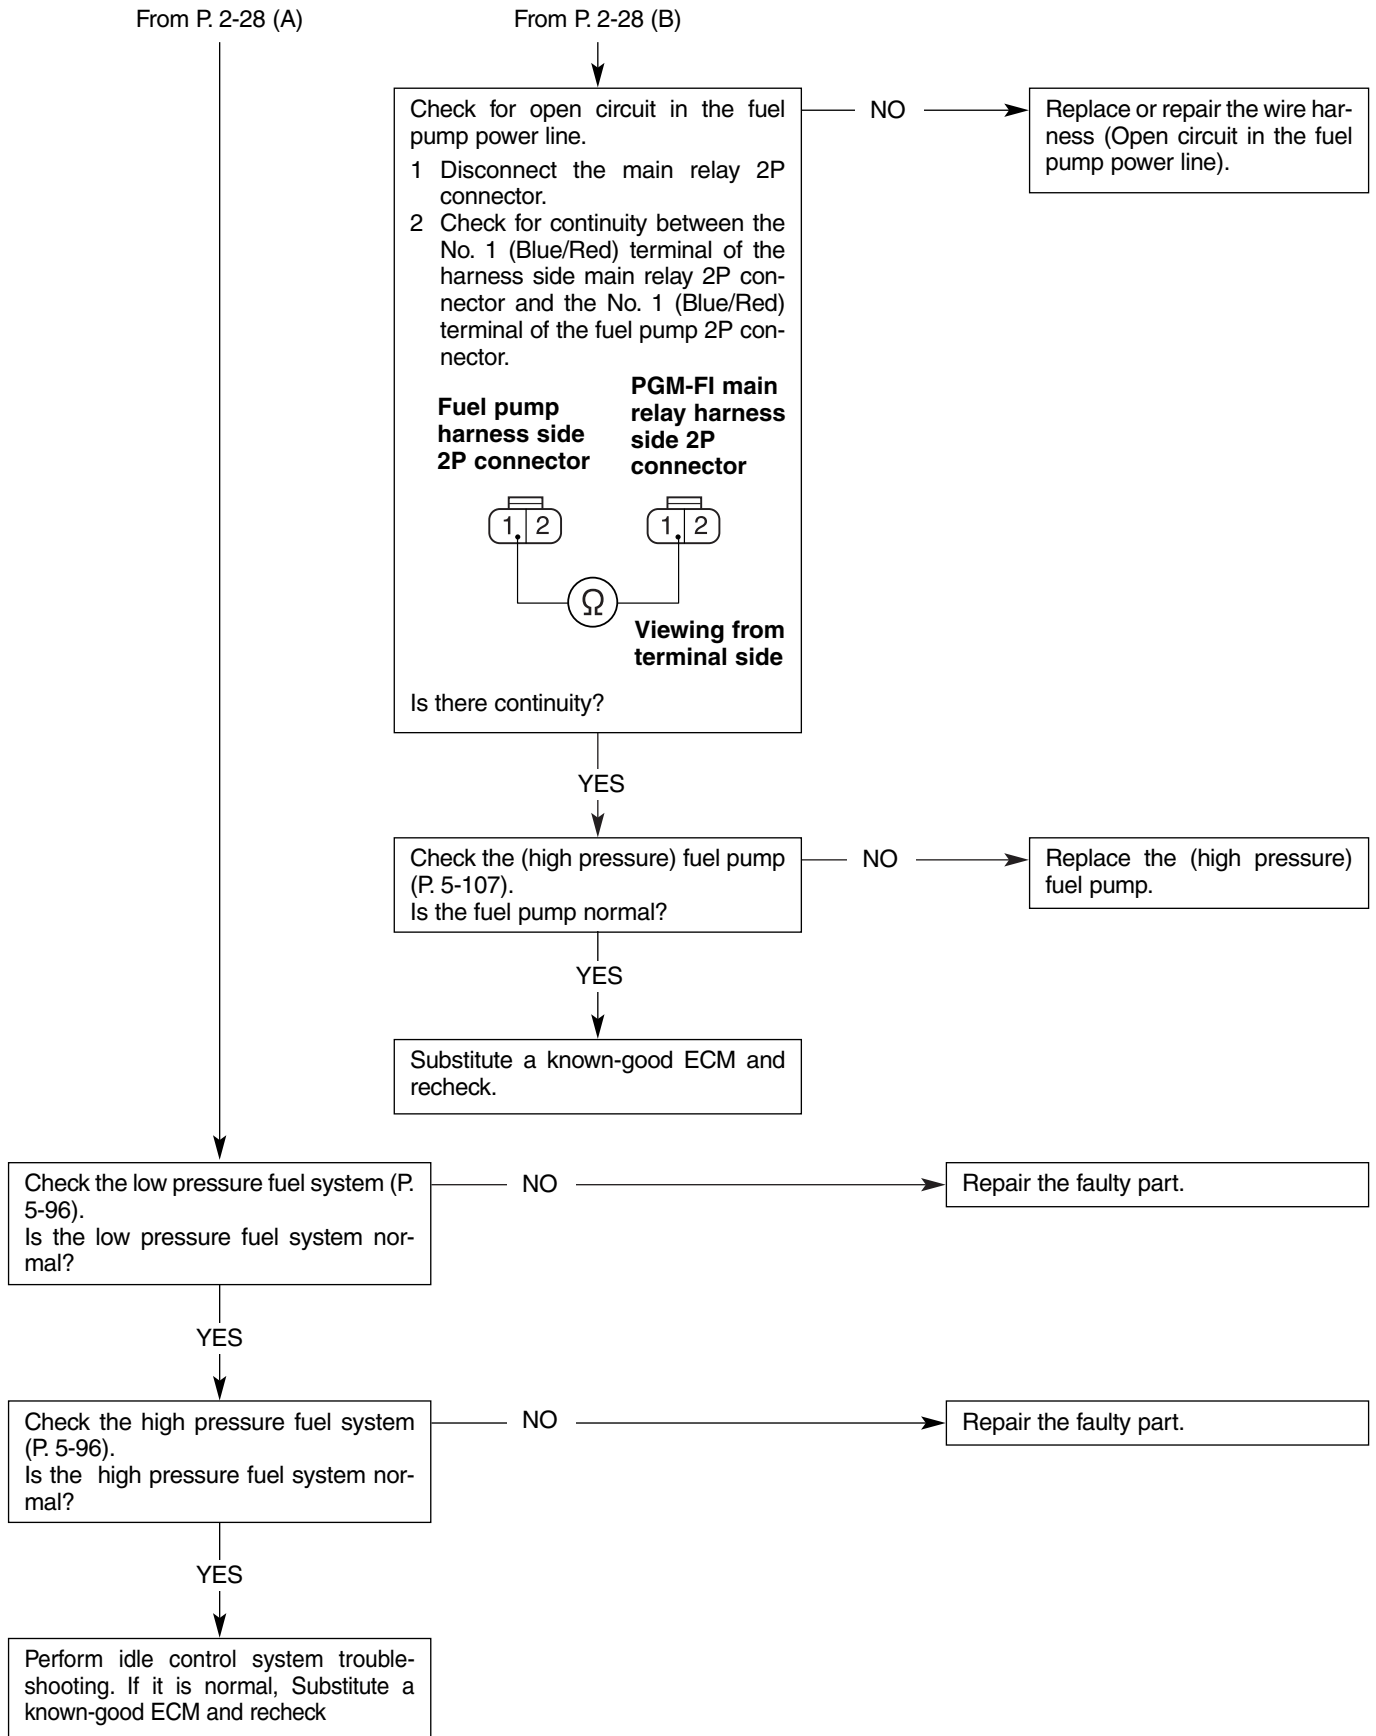 From P. 2-28 (A)
From P. 2-28 (B)
Check for open circuit in the fuel
pump power line.
1 Disconnect the main relay 2P
connector.
2 Check for continuity between the
No. 1 (Blue/Red) terminal of the
harness side main relay 2P con-
nector and the No. 1 (Blue/Red)
terminal of the fuel pump 2P con-
nector.
Fuel pump
harness side
2P connector
PGM-FI main
relay harness
side 2P
connector
1 2
1 2
Ω
Viewing from
terminal side
Is there continuity?
NO
Replace or repair the wire har-
ness (Open circuit in the fuel
pump power line).
YES
Check the (high pressure) fuel pump
(P. 5-107).
Is the fuel pump normal?
NO
Replace the (high pressure)
fuel pump.
YES
Substitute a known-good ECM and
recheck.
Check the low pressure fuel system (P.
5-96).
Is the low pressure fuel system nor-
mal?
NO
Repair the faulty part.
YES
Check the high pressure fuel system
(P. 5-96).
Is the high pressure fuel system nor-
mal?
NO
Repair the faulty part.
YES
Perform idle control system trouble-
shooting. If it is normal, Substitute a
known-good ECM and recheck